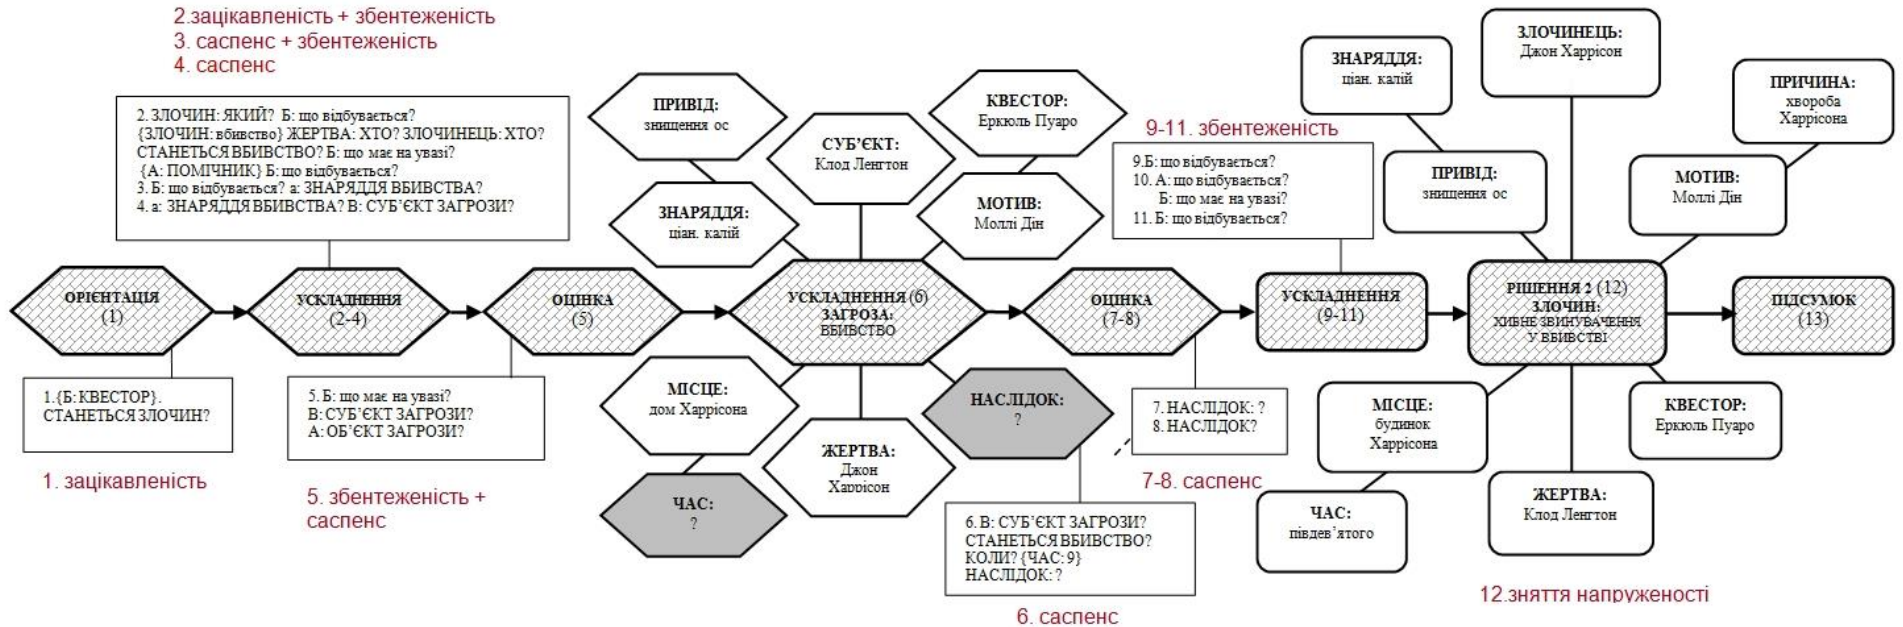 2.зацікавленість + збентеженість
3. саспенс + збентеженість
4. саспенс
2. ЗЛОЧИН: ЯКИЙ? Б: що відбувається?
{ЗЛОЧИН: вбивство} ЖЕРТВА: ХТО? ЗЛОЧИНЕЦЬ: ХТО?
СТАНЕТЬСЯ ВБИВСТВО? Б: що має на увазі?
{А: ПОМІЧНИК} Б: що відбувається?
3. Б: що відбувається? а: ЗНАРЯДДЯ ВБИВСТВА?
4. а: ЗНАРЯДДЯ ВБИВСТВА? В: СУБ’ЄКТ ЗАГРОЗИ?
ОРІЄНТАЦІЯ
(1)
1.{Б: КВЕСТОР}.
СТАНЕТЬСЯ ЗЛОЧИН?
1. зацікавленість
УСКЛАДНЕННЯ
(2-4)
ОЦІНКА
(5)
5. Б: що має на увазі?
В: СУБ’ЄКТ ЗАГРОЗИ?
А: ОБ’ЄКТ ЗАГРОЗИ?
5. збентеженість +
саспенс
ПРИВІД:
знищення ос
ЗНАРЯДДЯ:
ціан. калій
СУБ’ЄКТ:
Клод Ленгтон
КВЕСТОР:
Еркюль Пуаро
МОТИВ:
Моллі Дін
УСКЛАДНЕННЯ (6)
ЗАГРОЗА:
ВБИВСТВО
МІСЦЕ:
дом Харрісона
ЧАС:
?
ЖЕРТВА:
Джон
Харрісон
НАСЛІДОК:
?
6. В: СУБ’ЄКТ ЗАГРОЗИ?
СТАНЕТЬСЯ ВБИВСТВО?
КОЛИ? {ЧАС: 9}
НАСЛІДОК: ?
6. саспенс
ОЦІНКА
(7-8)
7. НАСЛІДОК: ?
8. НАСЛІДОК?
7-8. саспенс
9-11. збентеженість
9.Б: що відбувається?
10. А: що відбувається?
Б: що має на увазі?
11. Б: що відбувається?
УСКЛАДНЕННЯ
(9-11)
ЗНАРЯДДЯ:
ціан. калій
ПРИВІД:
знищення ос
ЗЛОЧИНЕЦЬ:
Джон Харрісон
ПРИЧИНА:
хвороба
Харрісона
МОТИВ:
Моллі Дін
РІШЕННЯ 2 (12)
ЗЛОЧИН:
ХИБНЕ ЗВИНУВАЧЕННЯ
У ВБИВСТВІ
ПІДСУМОК
(13)
МІСЦЕ:
будинок
Харрісона
ЧАС:
півдев’ятого
ЖЕРТВА:
Клод Ленгтон
КВЕСТОР:
Еркюль Пуаро
12.зняття напруженості